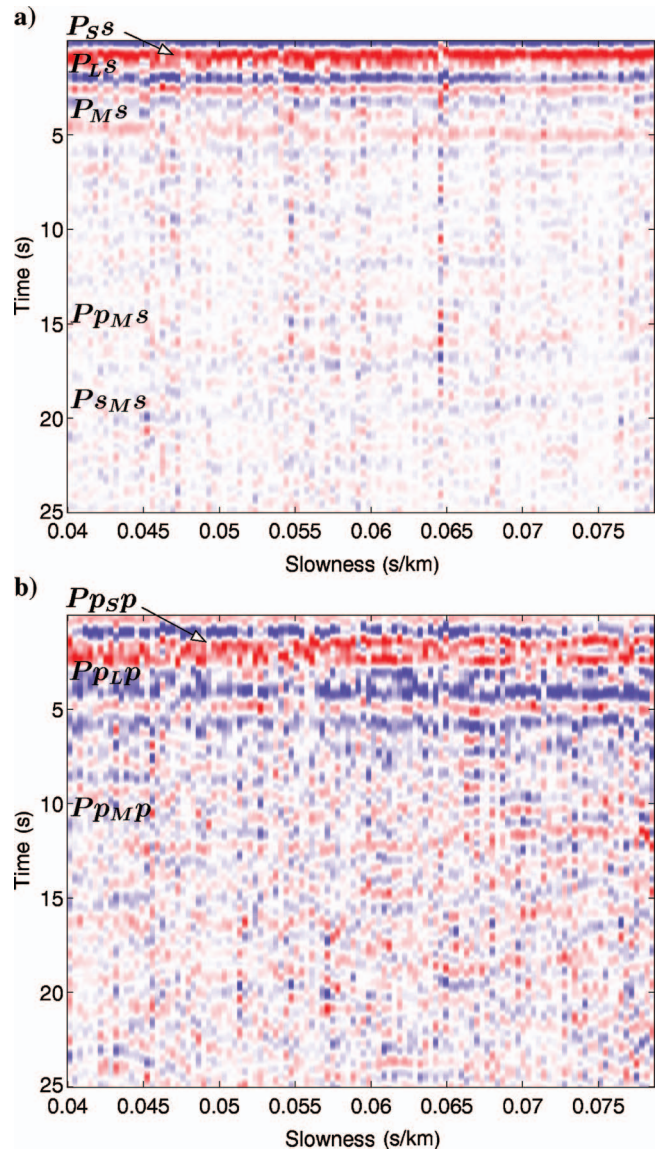 a)
P_S s
P_L s
P_M s
5
10
Time (s)
15
Pp_M s
Ps_M s
20
25
0.04 0.045 0.05 0.055 0.06 0.065 0.07 0.075
Slowness (s/km)
b)
Pp_S p
Pp_L p
5
10
Pp_M p
Time (s)
15
20
25
0.04 0.045 0.05 0.055 0.06 0.065 0.07 0.075
Slowness (s/km)